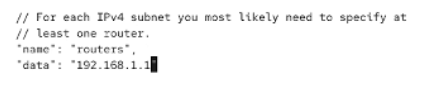 // For each IPv4 subnet you most likely need to specify at
// least one router.
"name": "routers",
"data": "192.168.1.1"